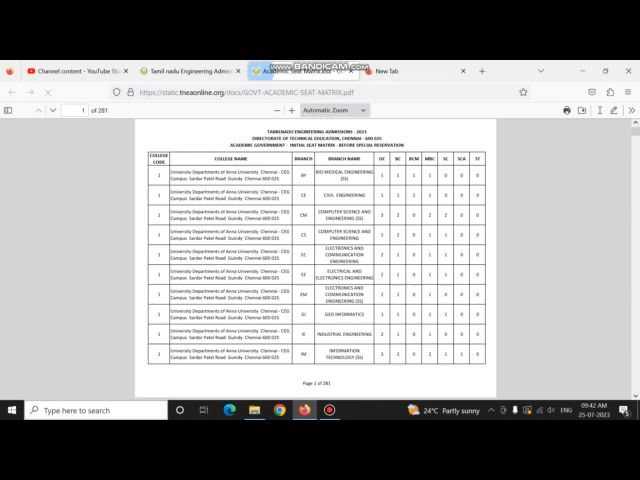 www.BANDICAM.com
Channel content - YouTube Stu
Tamil nadu Engineering Admiss
Academic Seat Matrix.xlsx - G
New Tab
https://static.tneaonline.org/docs/GOVT-ACADEMIC-SEAT-MATRIX.pdf
1 of 281
Automatic Zoom
TAMILNADU ENGINEERING ADMISSIONS - 2023
DIRECTORATE OF TECHNICAL EDUCATION, CHENNAI - 600 025
ACADEMIC GOVERNMENT - INITIAL SEAT MATRIX - BEFORE SPECIAL RESERVATION
COLLEGE CODE COLLEGE NAME BRANCH BRANCH NAME OC BC BCM MBC SC SCA ST
1 University Departments of Anna University Chennai - CEG Campus Sardar Patel Road Guindy Chennai 600 025 BY BIO MEDICAL ENGINEERING (SS) 1 1 1 1 0 0 0
1 University Departments of Anna University Chennai - CEG Campus Sardar Patel Road Guindy Chennai 600 025 CE CIVIL ENGINEERING 1 1 1 1 1 0 0
1 University Departments of Anna University Chennai - CEG Campus Sardar Patel Road Guindy Chennai 600 025 CM COMPUTER SCIENCE AND ENGINEERING (SS) 3 2 0 2 2 0 0
1 University Departments of Anna University Chennai - CEG Campus Sardar Patel Road Guindy Chennai 600 025 CS COMPUTER SCIENCE AND ENGINEERING 1 2 0 1 1 0 0
1 University Departments of Anna University Chennai - CEG Campus Sardar Patel Road Guindy Chennai 600 025 EC ELECTRONICS AND COMMUNICATION ENGINEERING 2 1 0 1 1 0 0
1 University Departments of Anna University Chennai - CEG Campus Sardar Patel Road Guindy Chennai 600 025 EE ELECTRICAL AND ELECTRONICS ENGINEERING 2 1 0 1 1 0 0
1 University Departments of Anna University Chennai - CEG Campus Sardar Patel Road Guindy Chennai 600 025 EM ELECTRONICS AND COMMUNICATION ENGINEERING (SS) 2 1 0 1 1 0 0
1 University Departments of Anna University Chennai - CEG Campus Sardar Patel Road Guindy Chennai 600 025 GI GEO INFORMATICS 1 1 0 1 1 0 0
1 University Departments of Anna University Chennai - CEG Campus Sardar Patel Road Guindy Chennai 600 025 IE INDUSTRIAL ENGINEERING 2 1 0 1 0 0 0
1 University Departments of Anna University Chennai - CEG Campus Sardar Patel Road Guindy Chennai 600 025 IM INFORMATION TECHNOLOGY (SS) 3 2 0 2 1 1 0
Page 1 of 281
Type here to search
24°C Partly sunny
ENG
09:42 AM
25-07-2023